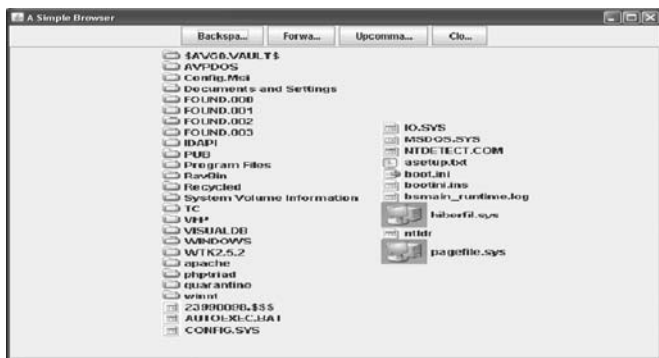 A Simple Browser
Backspa... Forwa... Upcomma... Clo...
$AVG8.VAULT$
AVPDOS
Config.Msi
Documents and Settings
FOUND.000
FOUND.001
FOUND.002
FOUND.003
IDAPI
PUB
Program Files
RavBin
Recycled
System Volume Information
TC
VHP
VISUALDB
WINDOWS
WTK2.5.2
apache
phptriad
quarantine
winnt
23990098.$$$
AUTOEXEC.BAT
CONFIG.SYS
IO.SYS
MSDOS.SYS
NTDETECT.COM
asetup.txt
boot.ini
bootini.ins
bsmain_runtime.log
hiberfil.sys
ntldr
pagefile.sys